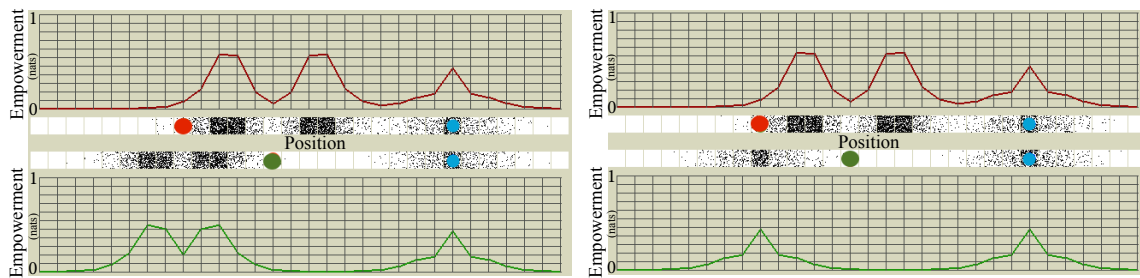 1
Empowerment
(nats)
0
Position
1
Empowerment
(nats)
0
1
Empowerment
(nats)
0
Position
1
Empowerment
(nats)
0